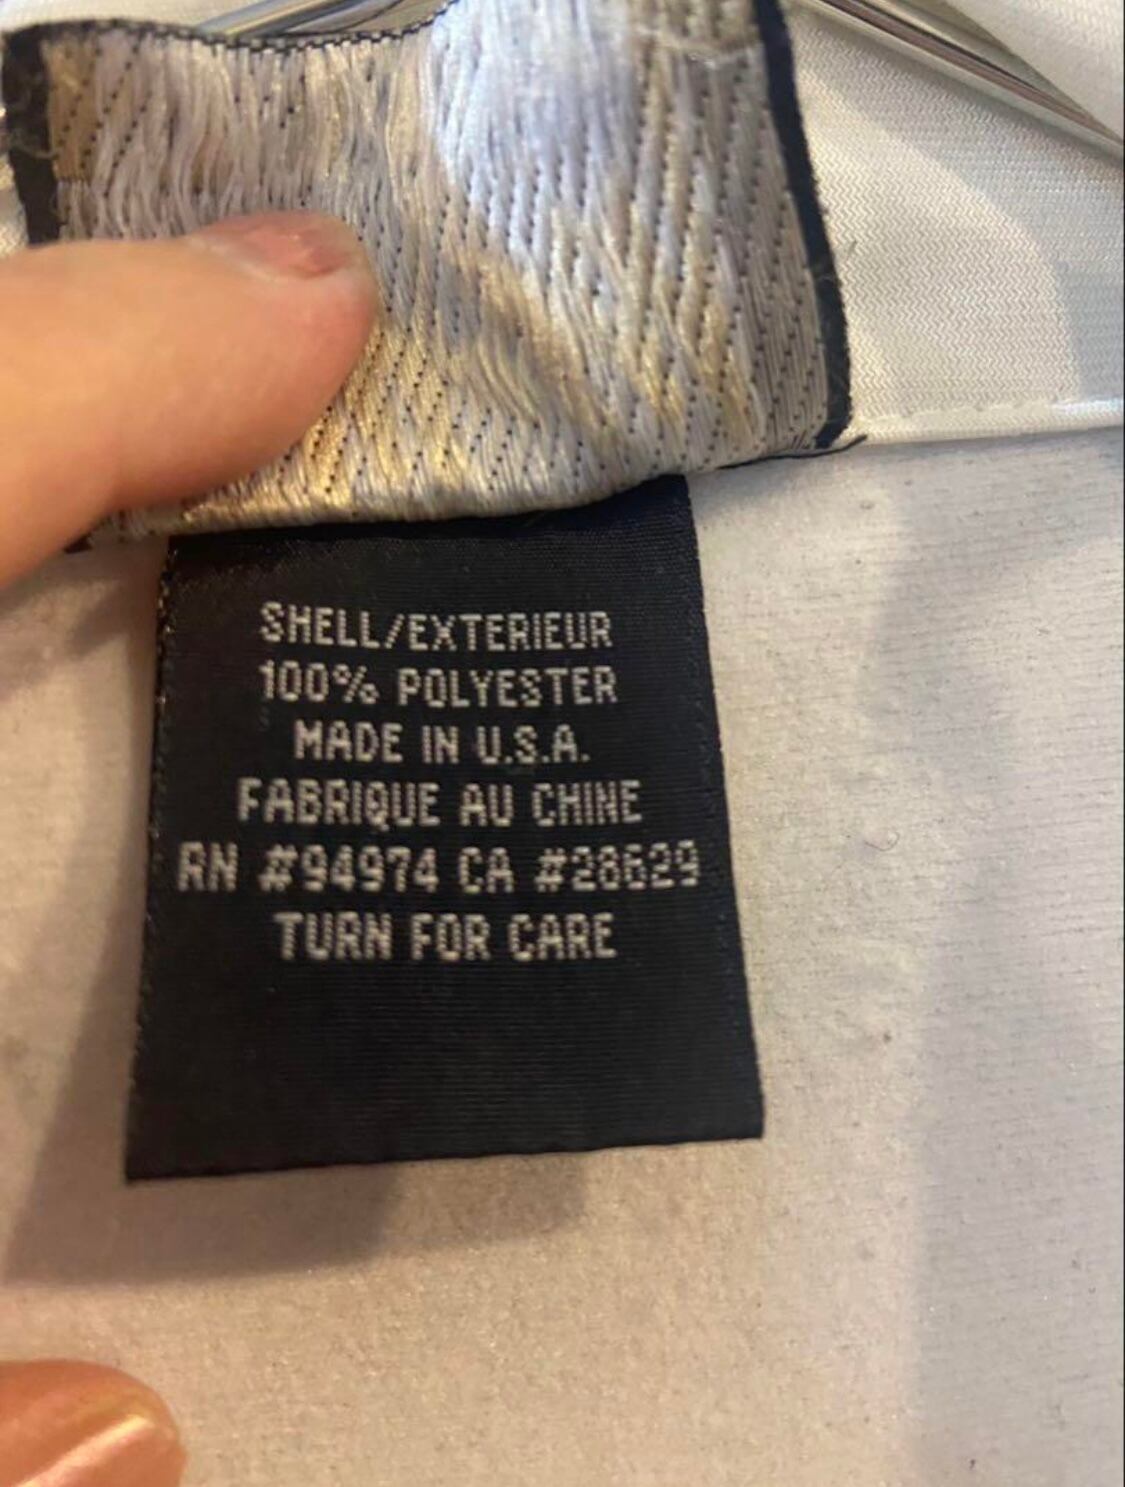 SHELL/EXTERIEUR
100% POLYESTER
MADE IN U.S.A.
FABRIQUE AU CHINE
RN #94974 CA #28629
TURN FOR CARE